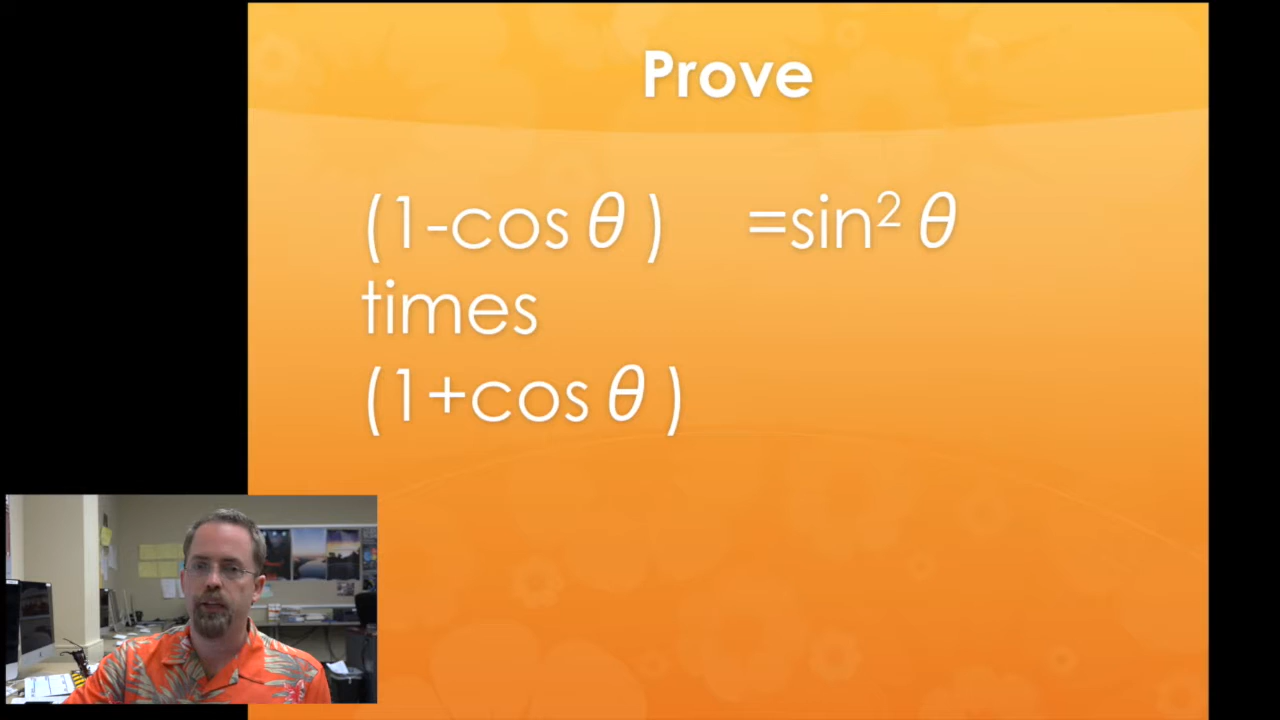 Prove
(1-cos θ ) =sin² θ
times
(1+cos θ )